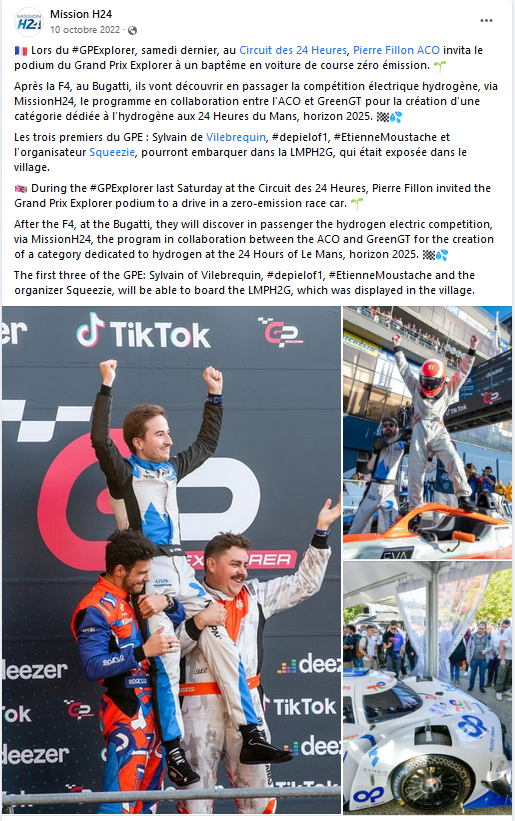 Mission H24
10 octobre 2022 ·
Lors du #GPExplorer, samedi dernier, au Circuit des 24 Heures, Pierre Fillon ACO invita le
podium du Grand Prix Explorer à un baptême en voiture de course zéro émission.
Après la F4, au Bugatti, ils vont découvrir en passager la compétition électrique hydrogène, via
MissionH24, le programme en collaboration entre l'ACO et GreenGT pour la création d'une
catégorie dédiée à l'hydrogène aux 24 Heures du Mans, horizon 2025.
Les trois premiers du GPE : Sylvain de Vilebrequin, #depielof1, #EtienneMoustache et
l'organisateur Squeezie, pourront embarquer dans la LMPH2G, qui était exposée dans le
village.
During the #GPExplorer last Saturday at the Circuit des 24 Heures, Pierre Fillon invited the
Grand Prix Explorer podium to a drive in a zero-emission race car.
After the F4, at the Bugatti, they will discover in passenger the hydrogen electric competition,
via MissionH24, the program in collaboration between the ACO and GreenGT for the creation
of a category dedicated to hydrogen at the 24 Hours of Le Mans, horizon 2025.
The first three of the GPE: Sylvain of Vilebrequin, #depielof1, #EtienneMoustache and the
organizer Squeezie, will be able to board the LMPH2G, which was displayed in the village.
zer
TikTok
GP
GP
EXPLORER
deezer
deez
Tok
TikTok
deezer
deez
TikTok
TikTok
EVA